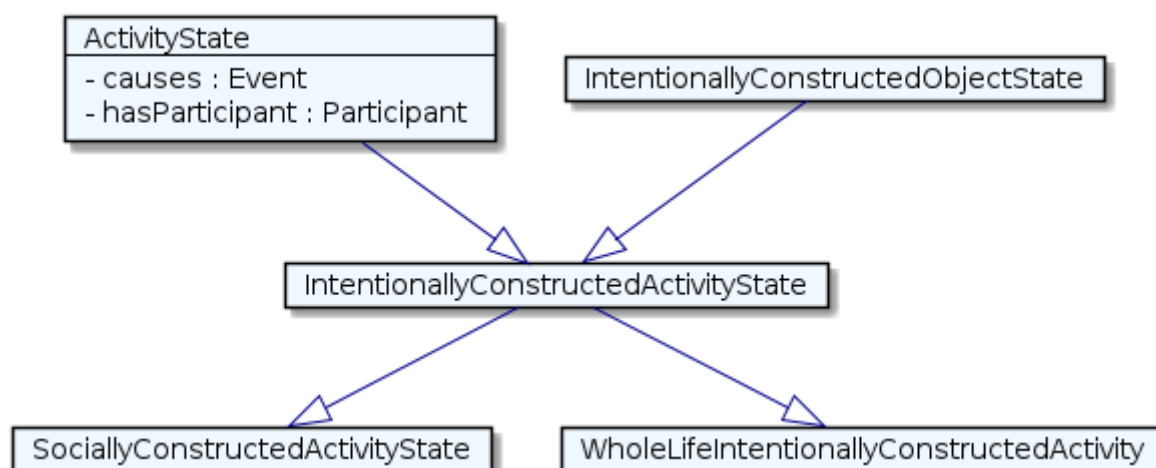 ActivityState
- causes : Event
- hasParticipant : Participant
IntentionallyConstructedObjectState
IntentionallyConstructedActivityState
SociallyConstructedActivityState
WholeLifeIntentionallyConstructedActivity